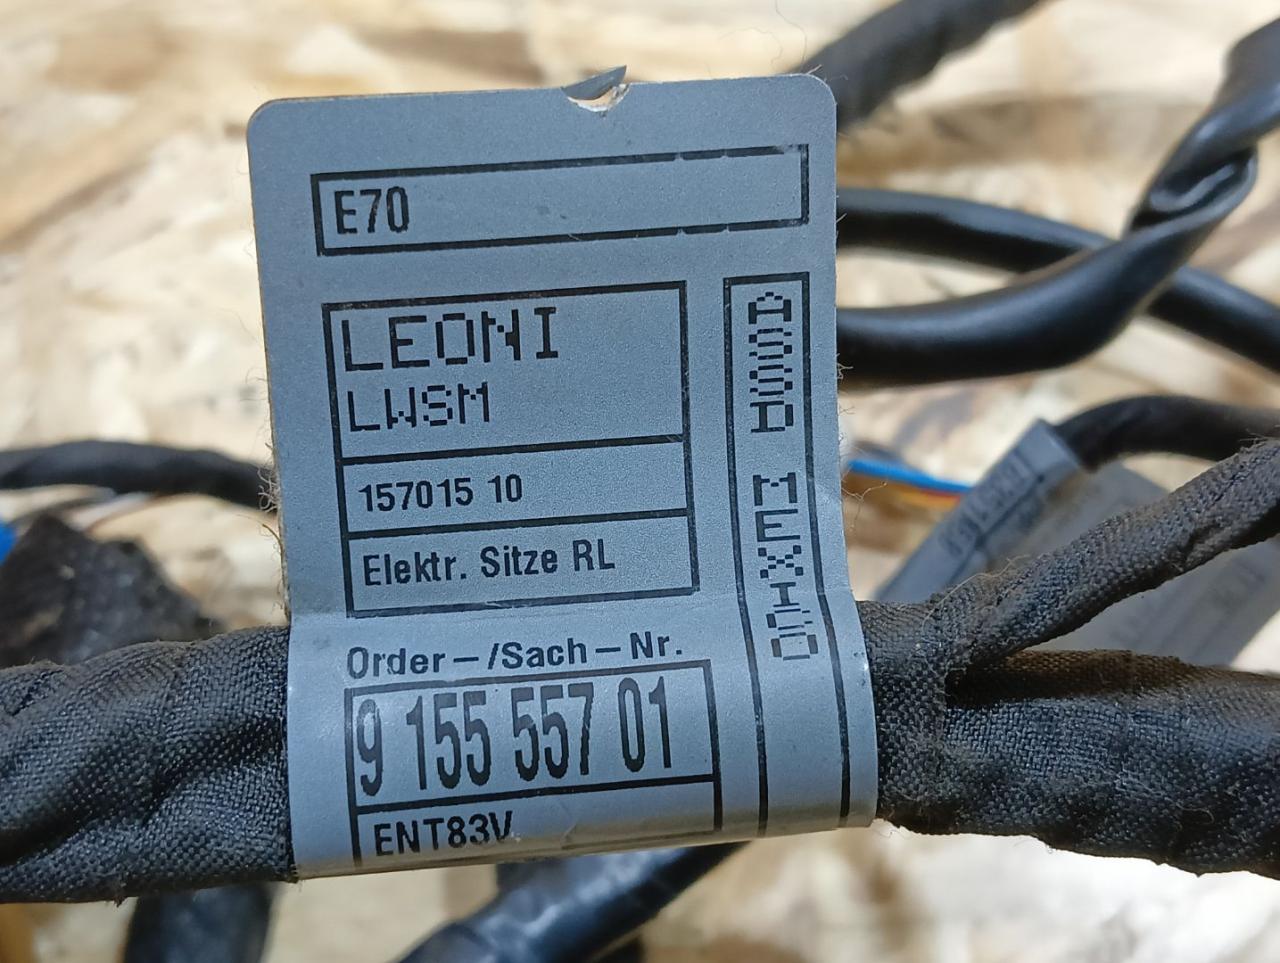 E70
LEONI
LWSM
157015 10
Elektr. Sitze RL
ASSD MEXICO
Order-/Sach-Nr.
9 155 557 01
ENT83V